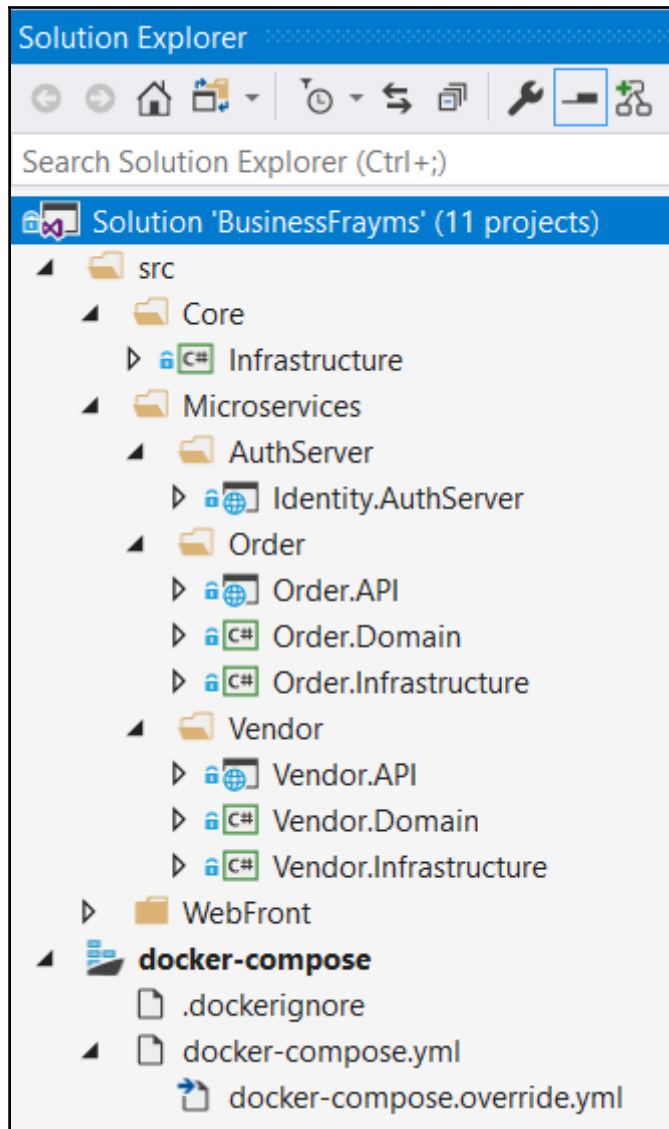 Solution Explorer
Search Solution Explorer (Ctrl+;)
Solution 'BusinessFrayms' (11 projects)
src
Core
C# Infrastructure
Microservices
AuthServer
Identity.AuthServer
Order
Order.API
C# Order.Domain
C# Order.Infrastructure
Vendor
Vendor.API
C# Vendor.Domain
C# Vendor.Infrastructure
WebFront
docker-compose
.dockerignore
docker-compose.yml
docker-compose.override.yml